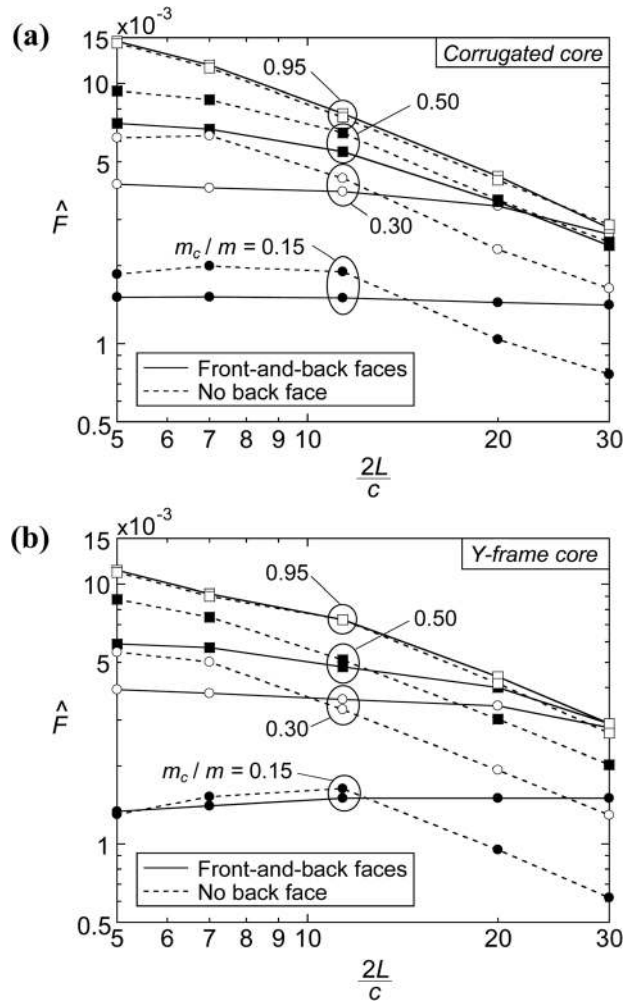 (a)
x10⁻³
15
Corrugated core
10
0.95
0.50
5
F̂
0.30
m_c / m = 0.15
1
Front-and-back faces
No back face
0.5
5 6 7 8 9 10 20 30
2L
c
(b)
x10⁻³
15
Y-frame core
0.95
10
0.50
5
F̂
0.30
m_c / m = 0.15
1
Front-and-back faces
No back face
0.5
5 6 7 8 9 10 20 30
2L
c